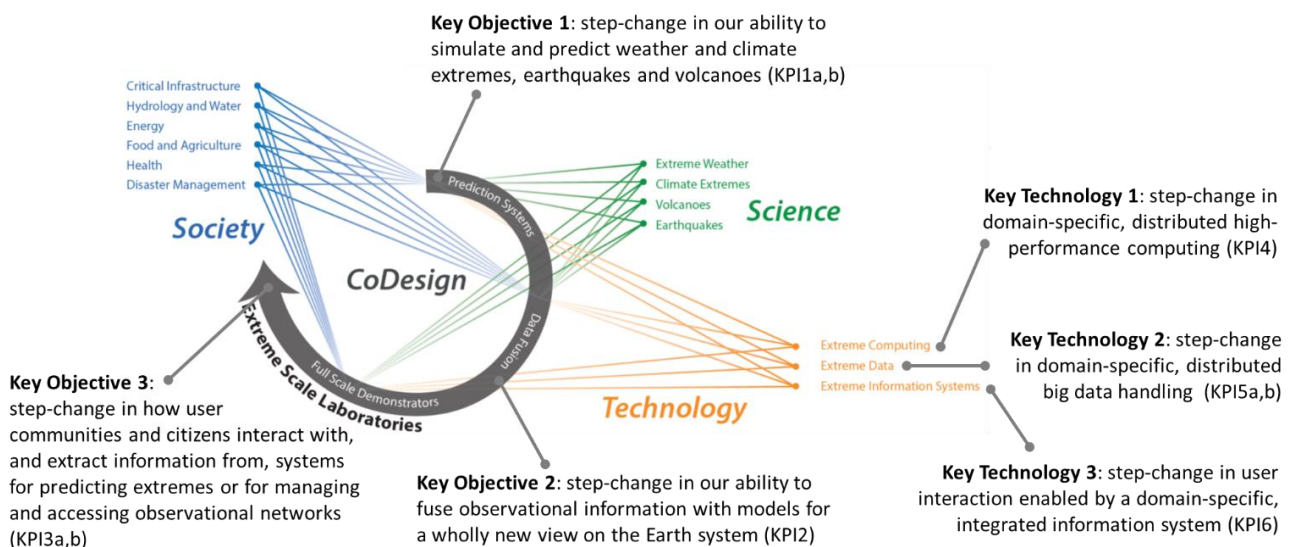 Key Objective 1: step-change in our ability to
simulate and predict weather and climate
extremes, earthquakes and volcanoes (KPI1a,b)
Critical Infrastructure
Hydrology and Water
Energy
Food and Agriculture
Health
Disaster Management
Society
Prediction Systems
Extreme Weather
Climate Extremes
Volcanoes
Earthquakes
Science
Key Technology 1: step-change in
domain-specific, distributed high-
performance computing (KPI4)
CoDesign
Data Fusion
Full Scale Demonstrators
Extreme Scale Laboratories
Extreme Computing
Extreme Data
Extreme Information Systems
Technology
Key Technology 2: step-change
in domain-specific, distributed
big data handling (KPI5a,b)
Key Objective 3:
step-change in how user
communities and citizens interact with,
and extract information from, systems
for predicting extremes or for managing
and accessing observational networks
(KPI3a,b)
Key Objective 2: step-change in our ability to
fuse observational information with models for
a wholly new view on the Earth system (KPI2)
Key Technology 3: step-change in user
interaction enabled by a domain-specific,
integrated information system (KPI6)